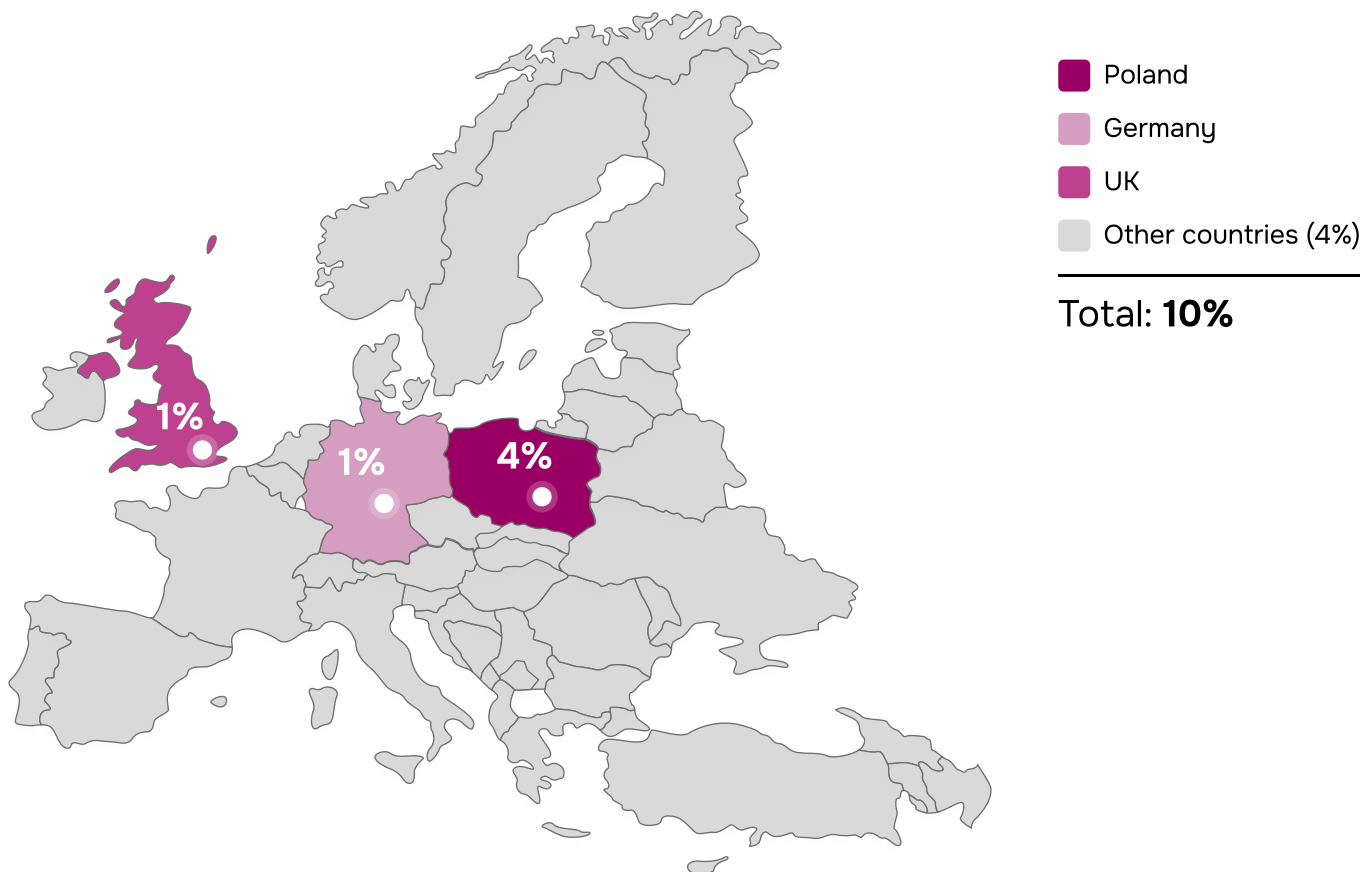 Poland
Germany
UK
Other countries (4%)
Total: 10%
1%
1%
4%